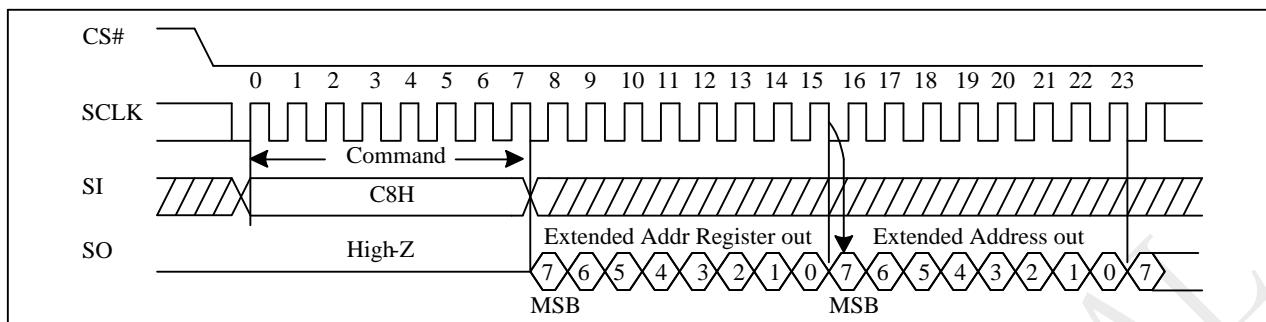 CS#
0 1 2 3 4 5 6 7 8 9 10 11 12 13 14 15 16 17 18 19 20 21 22 23
SCLK
Command
SI
C8H
Extended Addr Register out Extended Address out
SO
High-Z
7 6 5 4 3 2 1 0 7 6 5 4 3 2 1 0 7
MSB MSB